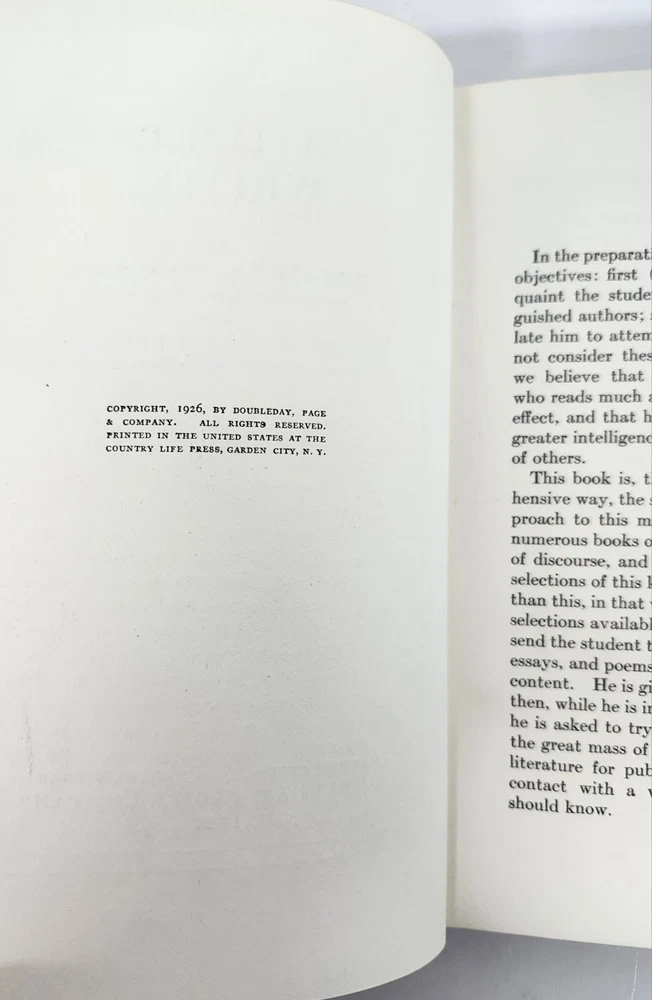 COPYRIGHT, 1926, BY DOUBLEDAY, PAGE
& COMPANY. ALL RIGHTS RESERVED.
PRINTED IN THE UNITED STATES AT THE
COUNTRY LIFE PRESS, GARDEN CITY, N. Y.
In the preparati
objectives: first (
quaint the stude
guished authors;
late him to attem
not consider thes
we believe that
who reads much a
effect, and that h
greater intelligenc
of others.
This book is, t
hensive way, the s
proach to this m
numerous books o
of discourse, and
selections of this k
than this, in that
selections availabl
send the student t
essays, and poems
content. He is gi
then, while he is in
he is asked to try
the great mass of
literature for pub
contact with a v
should know.